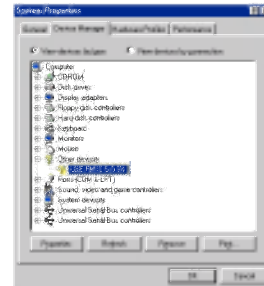 System Properties
General Device Manager Hardware Profiles Performance
View devices by type View devices by connection
Computer
CDROM
Disk drives
Display adapters
Floppy disk controllers
Hard disk controllers
Keyboard
Monitors
Mouse
Other devices
Ports (COM & LPT)
Sound, video and game controllers
System devices
Universal Serial Bus controllers
Universal Serial Bus controllers
Properties Refresh Remove Print...
OK Cancel